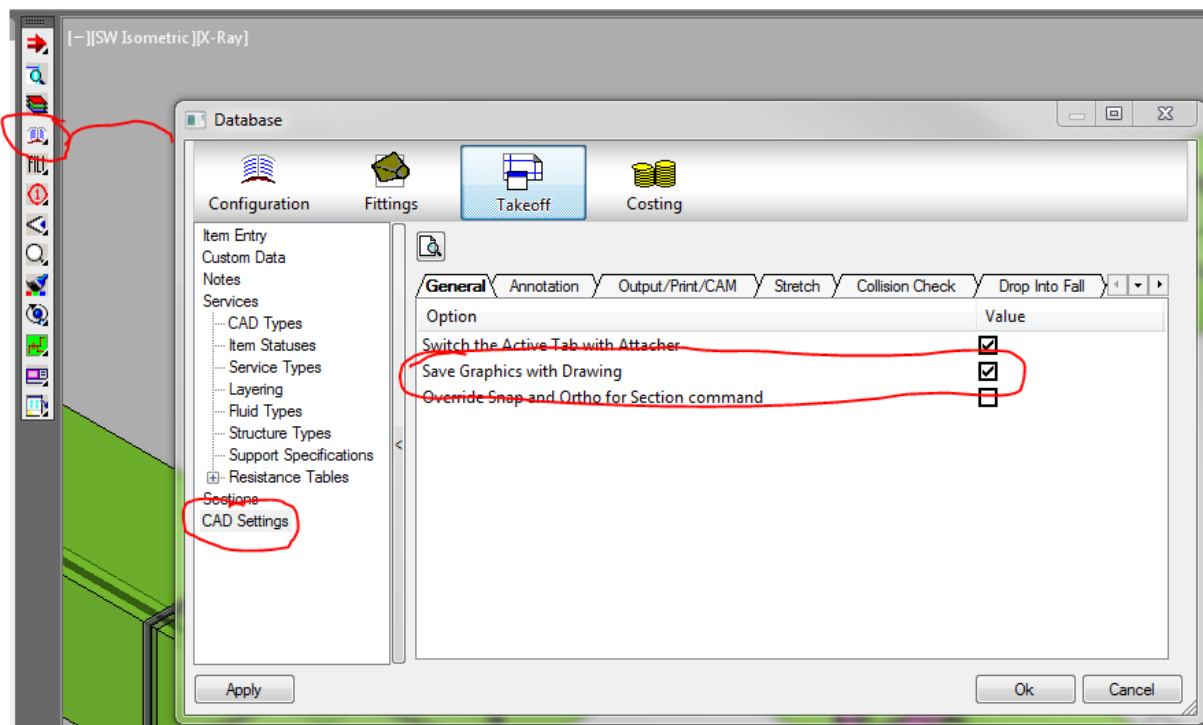 [−][SW Isometric][X-Ray]
Database
Configuration
Fittings
Takeoff
Costing
Item Entry
Custom Data
Notes
Services
CAD Types
Item Statuses
Service Types
Layering
Fluid Types
Structure Types
Support Specifications
Resistance Tables
Sections
CAD Settings
General
Annotation
Output/Print/CAM
Stretch
Collision Check
Drop Into Fall
Option
Value
Switch the Active Tab with Attacher
Save Graphics with Drawing
Override Snap and Ortho for Section command
Apply
Ok
Cancel